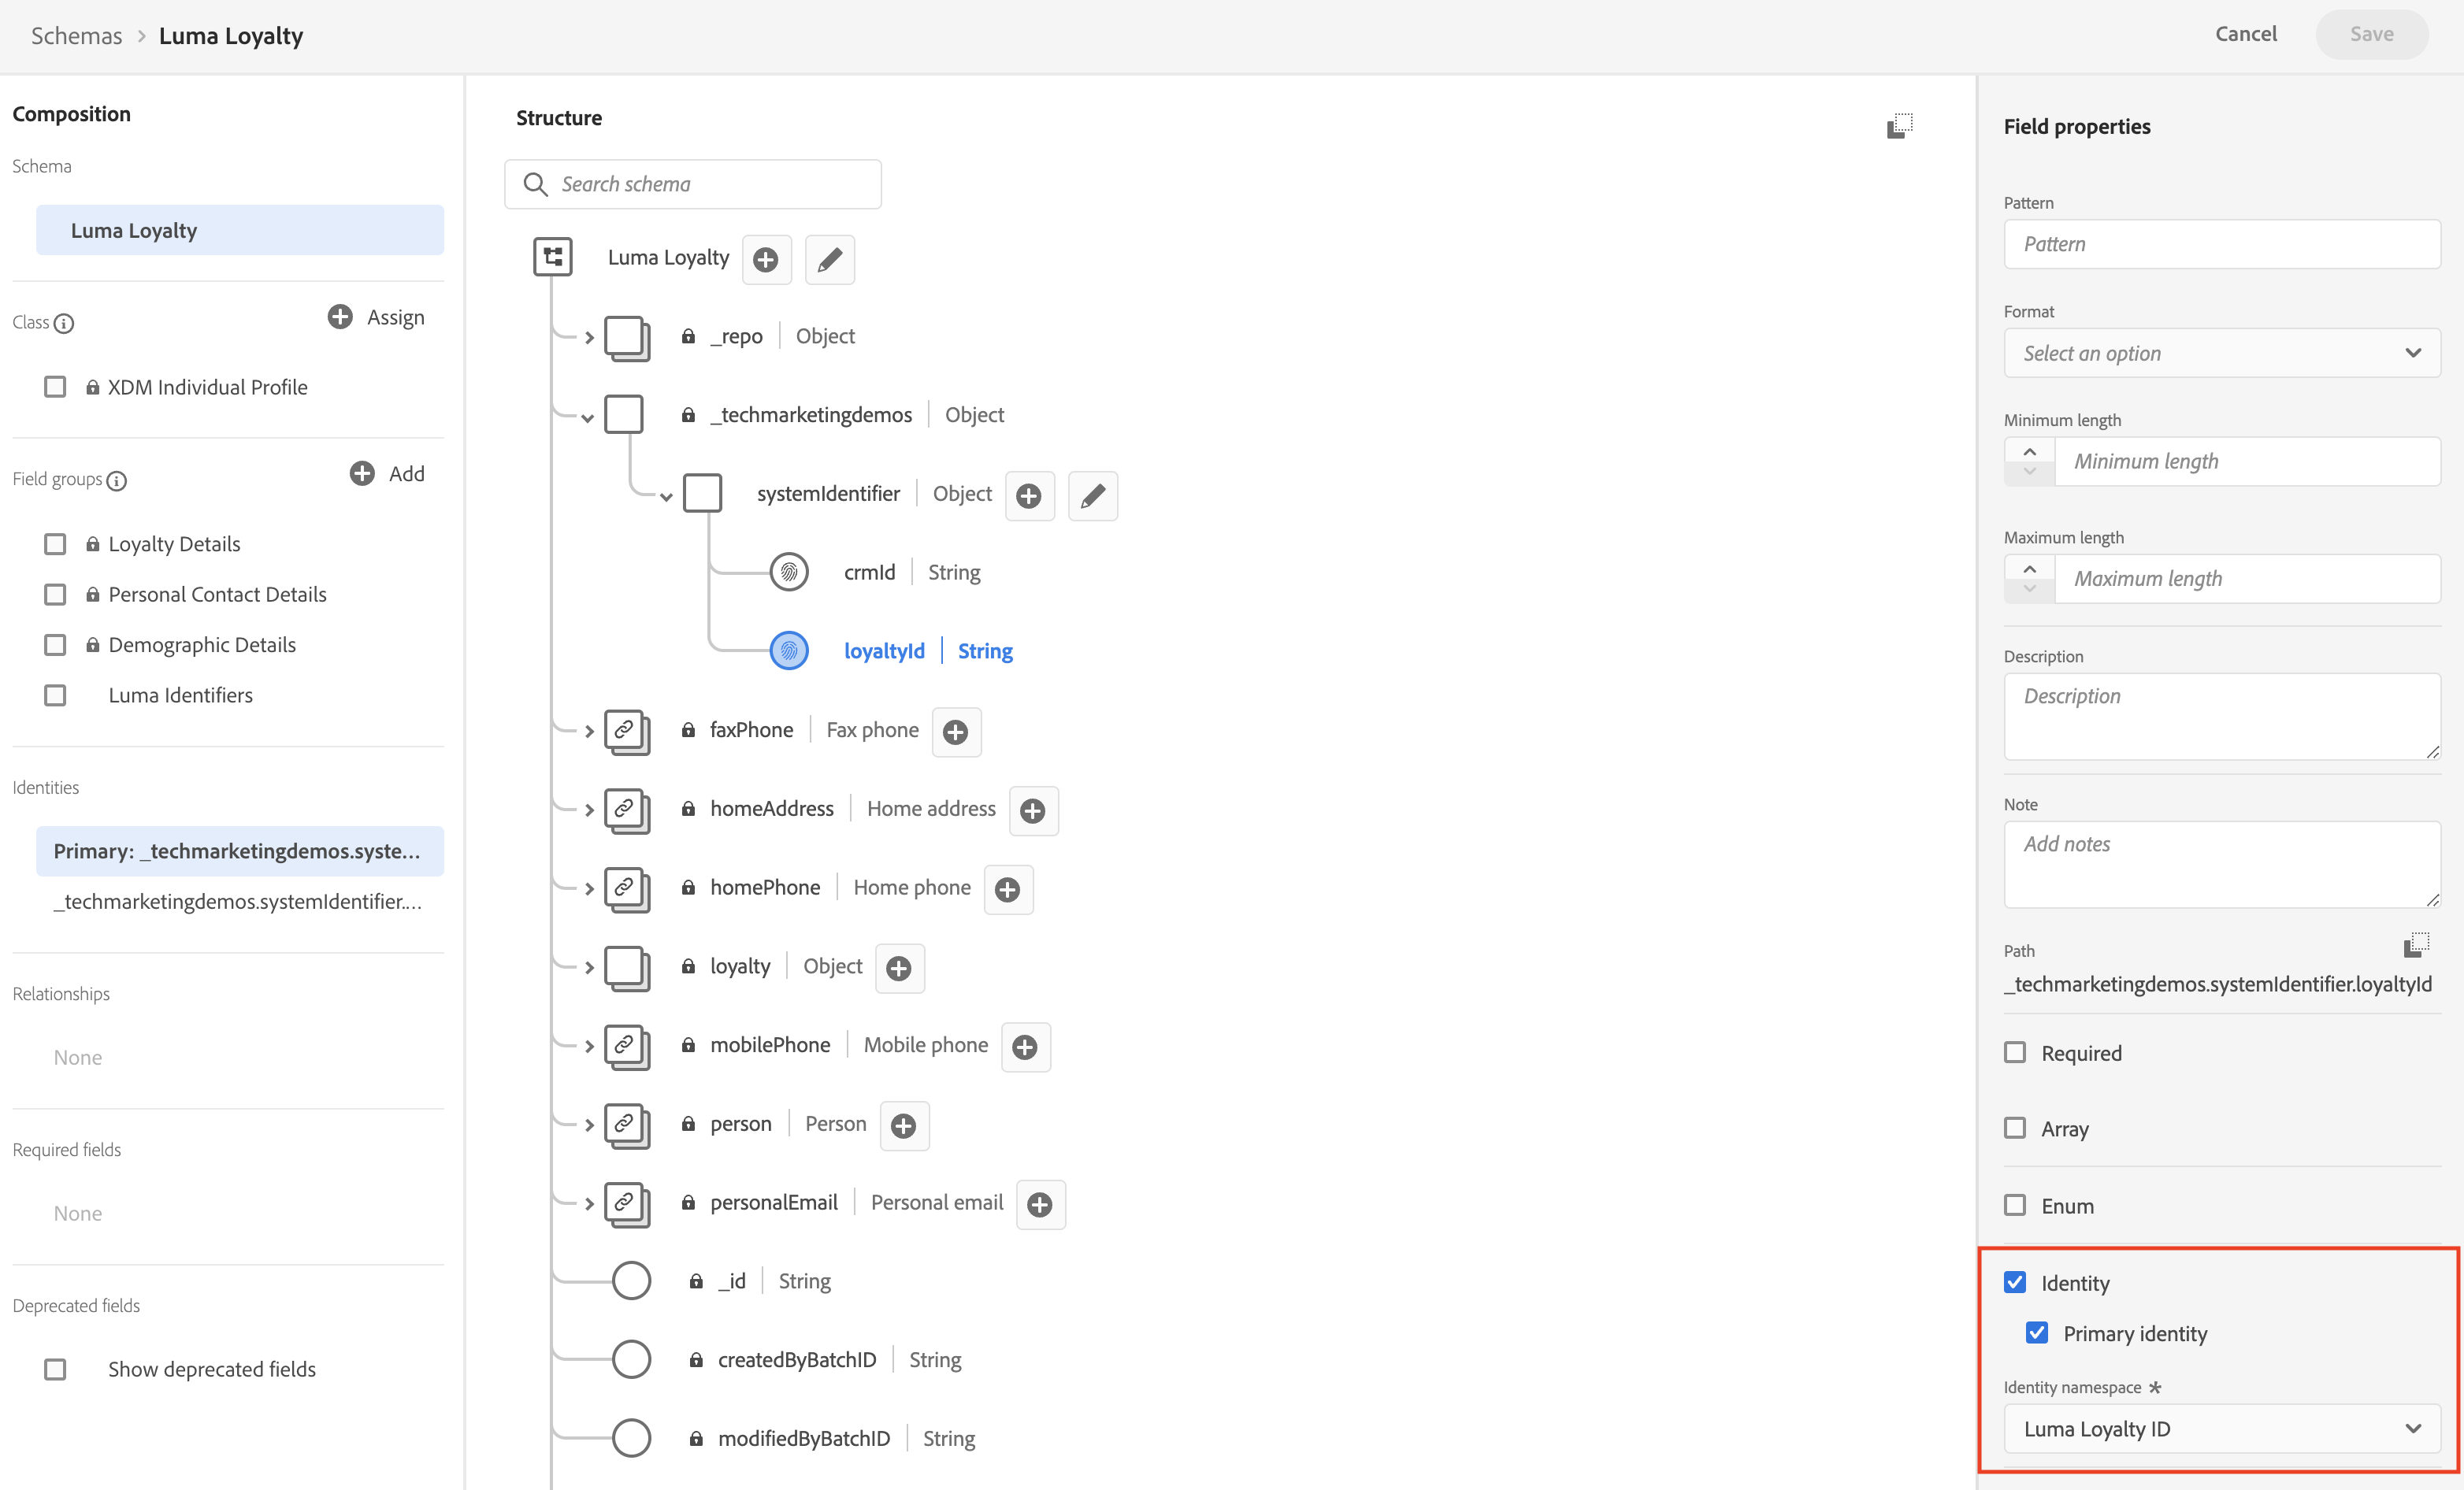 Schemas > Luma Loyalty
Cancel
Save
Composition
Schema
Luma Loyalty
Class
Assign
XDM Individual Profile
Field groups
Add
Loyalty Details
Personal Contact Details
Demographic Details
Luma Identifiers
Identities
Primary: _techmarketingdemos.syste...
_techmarketingdemos.systemIdentifier....
Relationships
None
Required fields
None
Deprecated fields
Show deprecated fields
Structure
Search schema
Luma Loyalty
_repo | Object
_techmarketingdemos | Object
systemIdentifier | Object
crmId | String
loyaltyId | String
faxPhone | Fax phone
homeAddress | Home address
homePhone | Home phone
loyalty | Object
mobilePhone | Mobile phone
person | Person
personalEmail | Personal email
_id | String
createdByBatchID | String
modifiedByBatchID | String
Field properties
Pattern
Pattern
Format
Select an option
Minimum length
Minimum length
Maximum length
Maximum length
Description
Description
Note
Add notes
Path
_techmarketingdemos.systemIdentifier.loyaltyId
Required
Array
Enum
Identity
Primary identity
Identity namespace *
Luma Loyalty ID